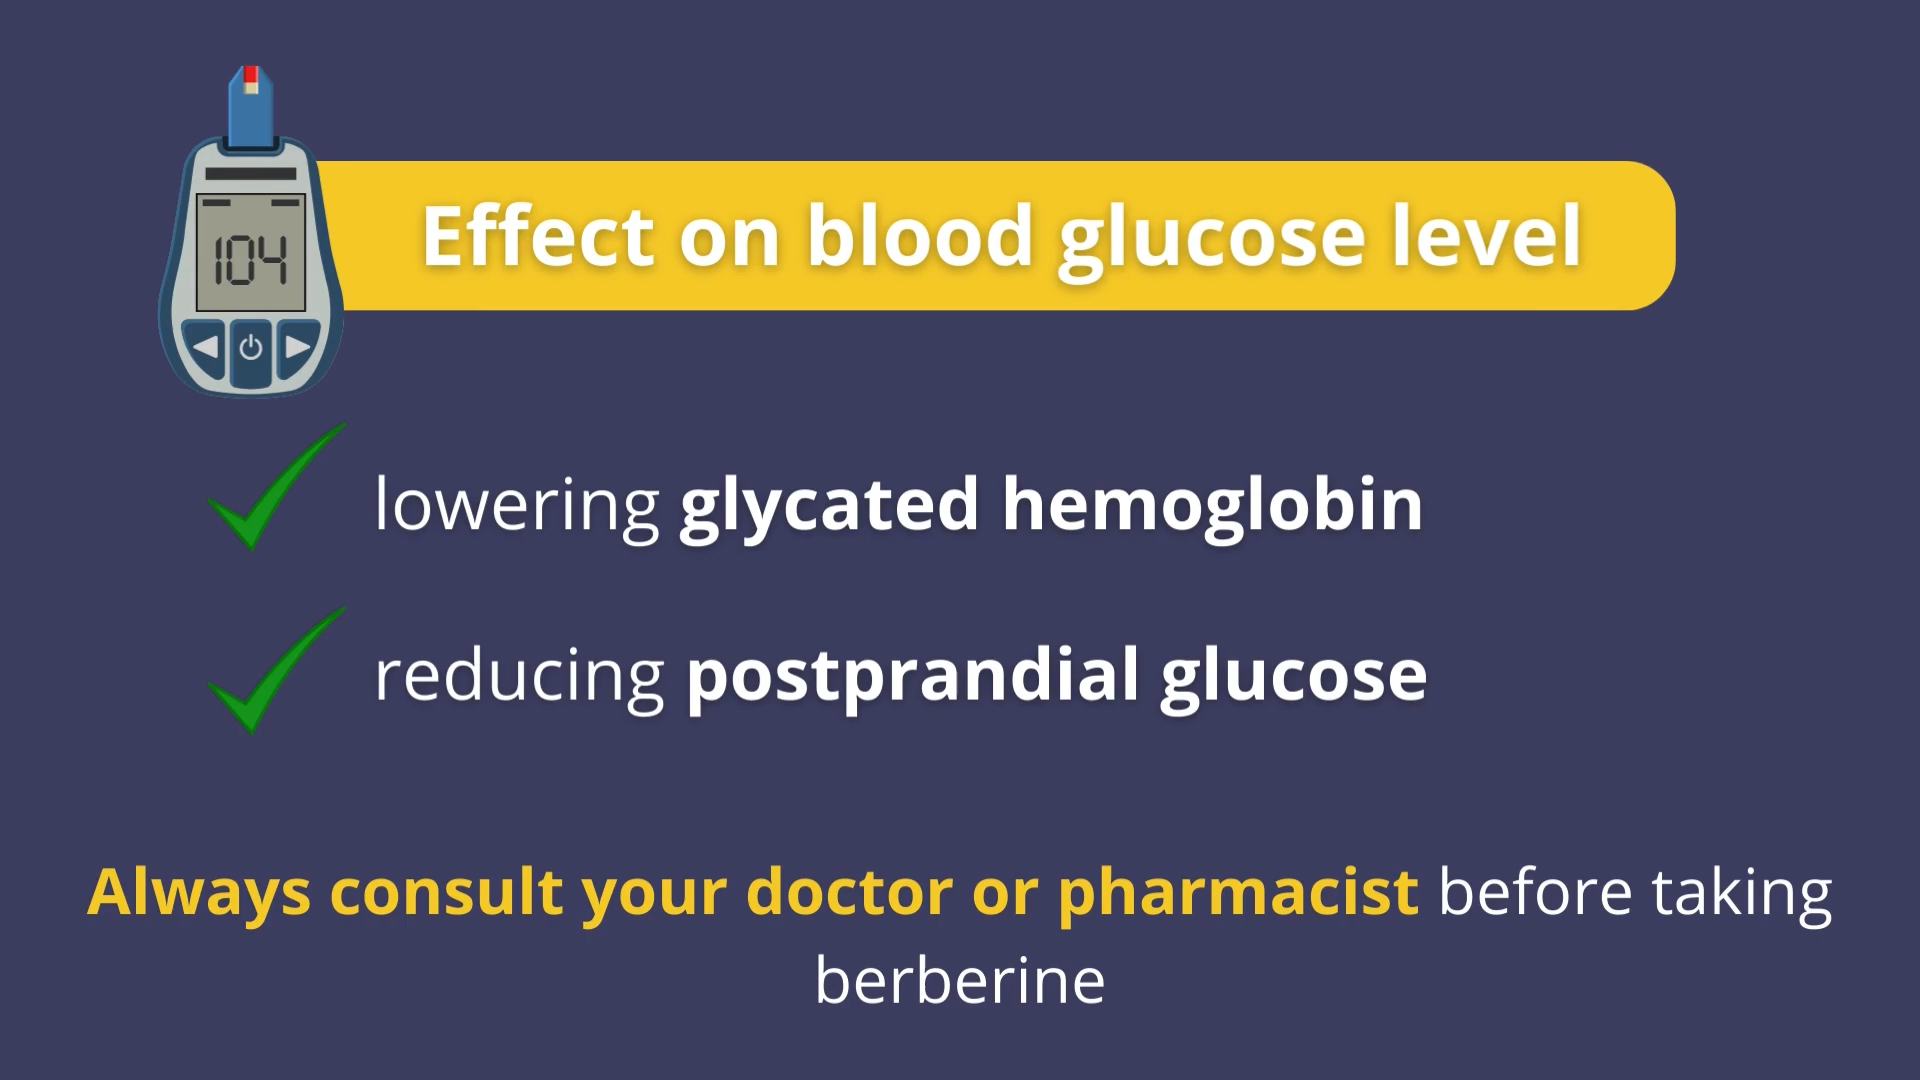 104
Effect on blood glucose level
lowering glycated hemoglobin
reducing postprandial glucose
Always consult your doctor or pharmacist before taking
berberine